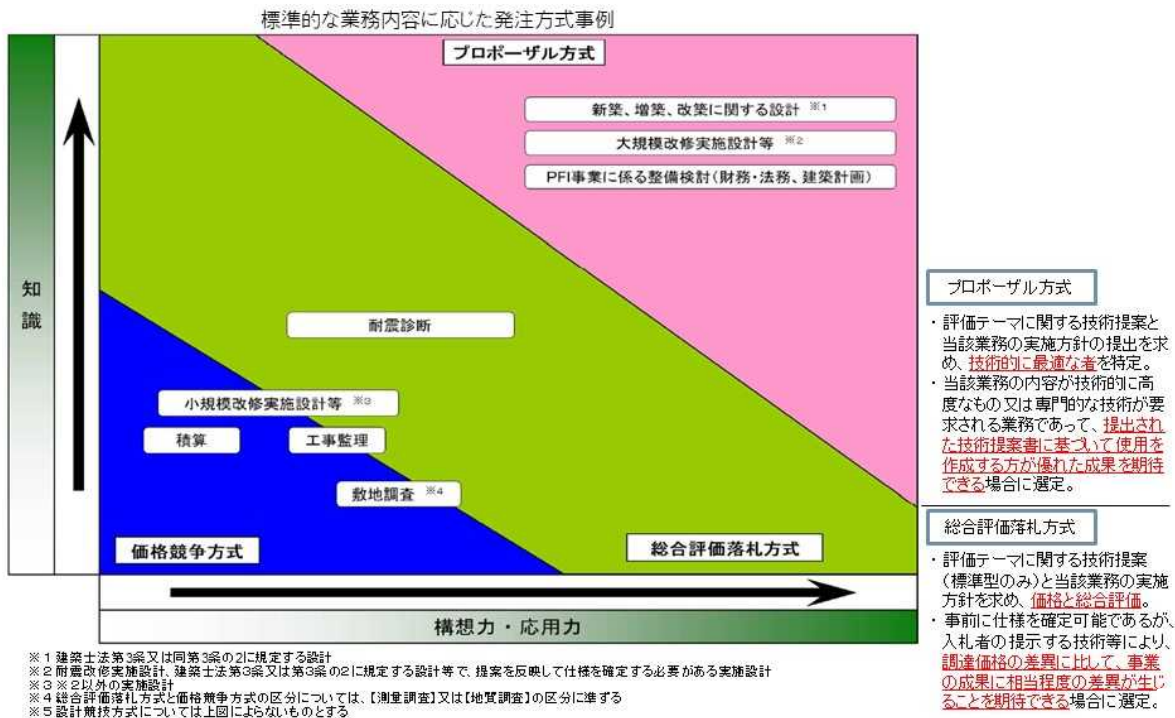 標準的な業務内容に応じた発注方式事例
プロポーザル方式
新築、増築、改築に関する設計 ※1
大規模改修実施設計等 ※2
PFI事業に係る整備検討(財務・法務、建築計画)
知
識
耐震診断
小規模改修実施設計等 ※3
積算
工事監理
敷地調査 ※4
価格競争方式
総合評価落札方式
構想力・応用力
プロポーザル方式
・評価テーマに関する技術提案と
当該業務の実施方針の提出を求
め、技術的に最適な者を特定。
・当該業務の内容が技術的に高
度なもの又は専門的な技術が要
求される業務であって、提出され
た技術提案書に基づいて使用を
作成する方が優れた成果を期待
できる場合に選定。
総合評価落札方式
・評価テーマに関する技術提案
(標準型のみ)と当該業務の実施
方針を求め、価格と総合評価。
・事前に仕様を確定可能であるが、
入札者の提示する技術等により、
調達価格の差異に比して、事業
の成果に相当程度の差異が生じ
ることを期待できる場合に選定。
※1 建築士法第3条又は同第3条の2に規定する設計
※2 耐震改修実施設計、建築士法第3条又は第3条の2に規定する設計等で、提案を反映して仕様を確定する必要がある実施設計
※3 ※2以外の実施設計
※4 総合評価落札方式と価格競争方式の区分については、【測量調査】又は【地質調査】の区分に準ずる
※5 設計競技方式については上図によらないものとする